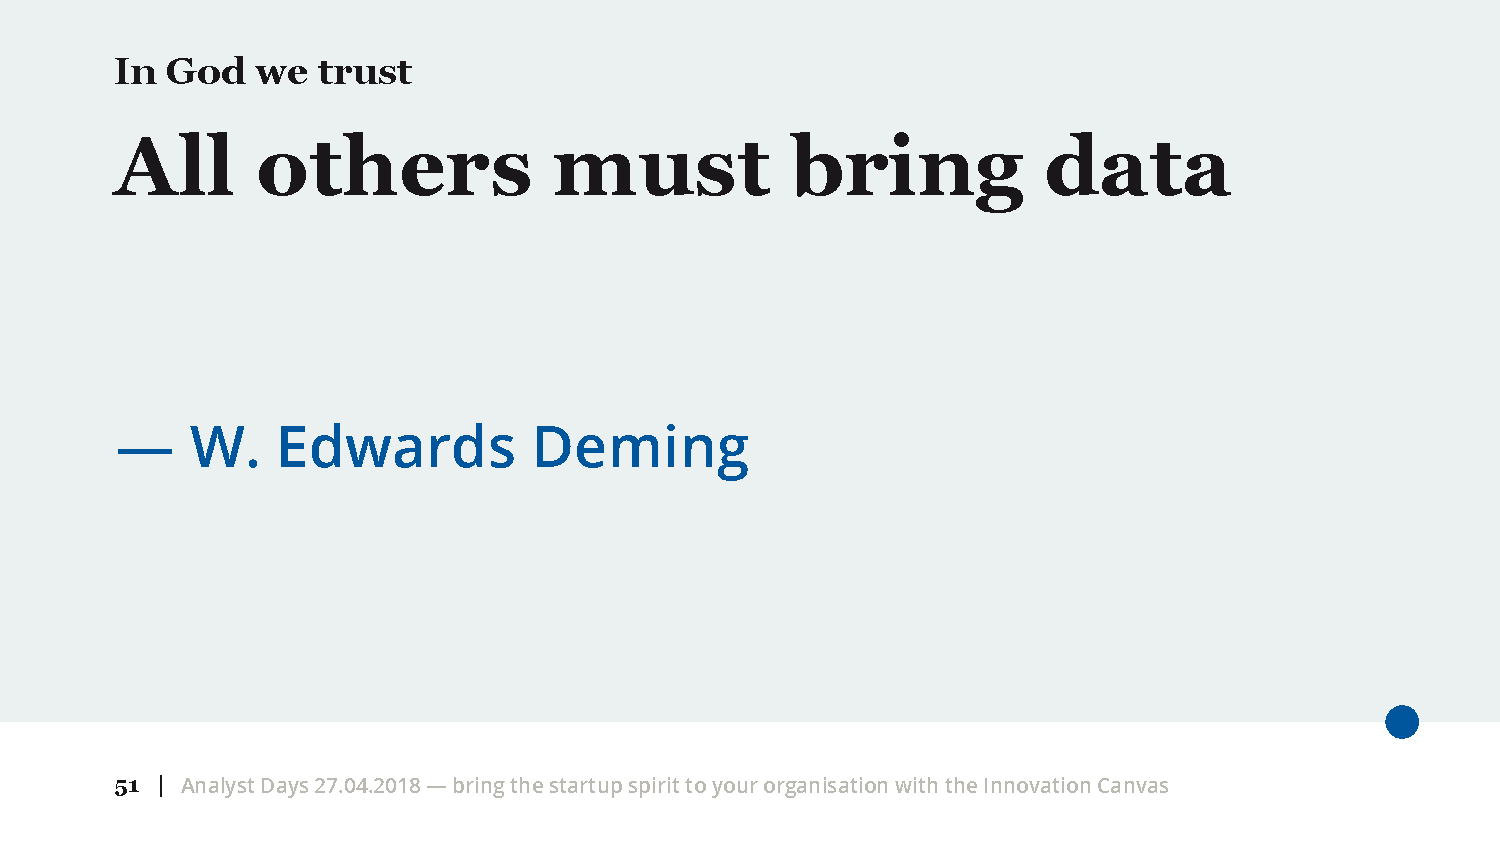 In God we trust
All others must bring data
— W. Edwards Deming
51 | Analyst Days 27.04.2018 — bring the startup spirit to your organisation with the Innovation Canvas